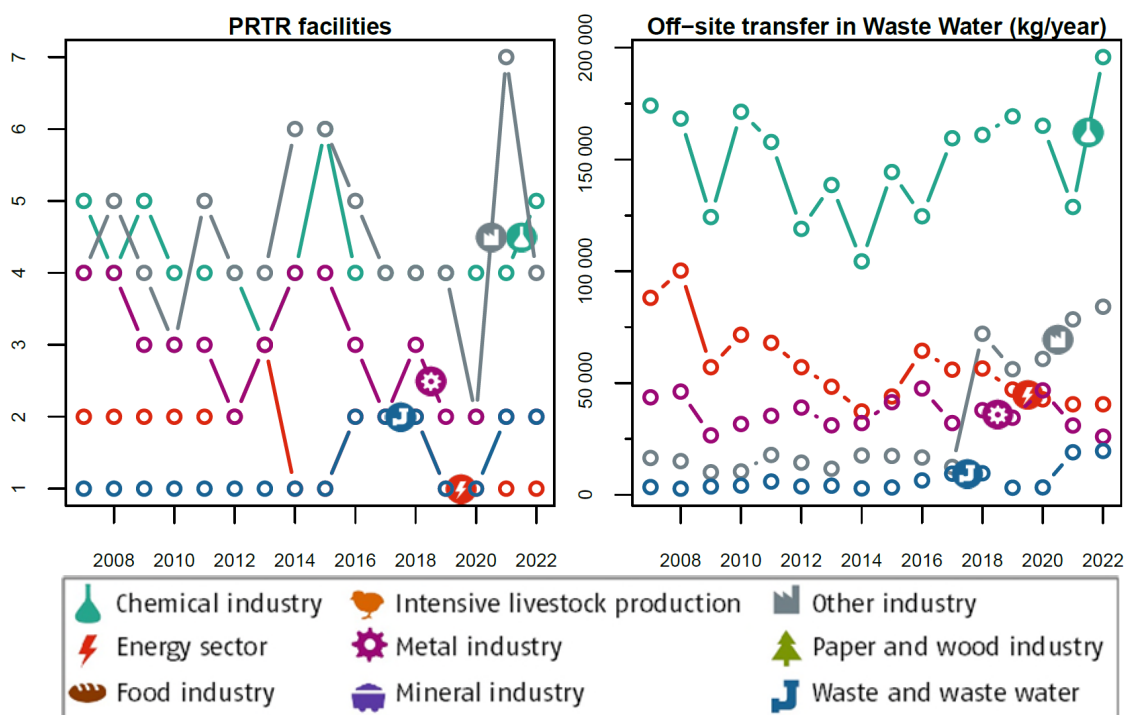 PRTR facilities
7
6
5
4
3
2
1
2008 2010 2012 2014 2016 2018 2020 2022
Off−site transfer in Waste Water (kg/year)
200 000
150 000
100 000
50 000
0
2008 2010 2012 2014 2016 2018 2020 2022
Chemical industry Intensive livestock production Other industry
Energy sector Metal industry Paper and wood industry
Food industry Mineral industry Waste and waste water